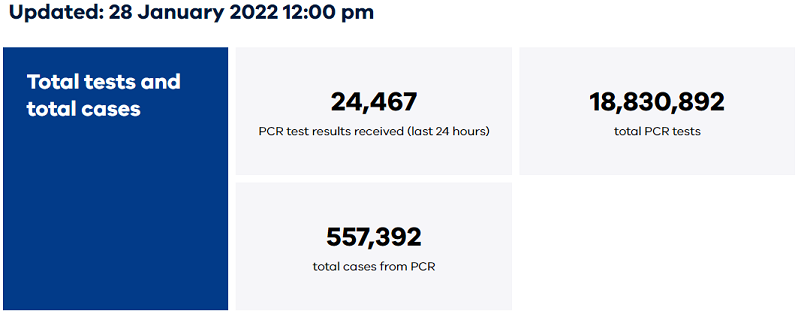 Updated: 28 January 2022 12:00 pm
Total tests and
total cases
24,467
PCR test results received (last 24 hours)
18,830,892
total PCR tests
557,392
total cases from PCR